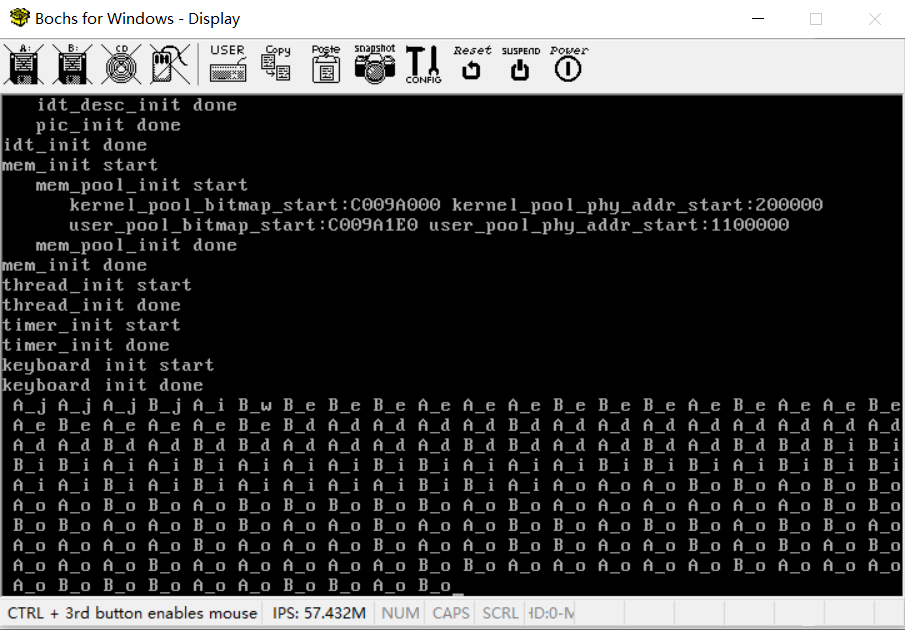 Bochs for Windows - Display
A: B: CD USER Copy Paste snapshot CONFIG Reset SUSPEND Power
idt_desc_init done
pic_init done
idt_init done
mem_init start
mem_pool_init start
kernel_pool_bitmap_start:C009A000 kernel_pool_phy_addr_start:200000
user_pool_bitmap_start:C009A1E0 user_pool_phy_addr_start:1100000
mem_pool_init done
mem_init done
thread_init start
thread_init done
timer_init start
timer_init done
keyboard init start
keyboard init done
A_j A_j A_j B_j A_i B_w B_e B_e B_e A_e A_e A_e B_e B_e B_e A_e B_e A_e A_e B_e
A_e B_e A_e A_e A_e B_e B_d A_d A_d A_d A_d B_d A_d B_d A_d B_d B_d A_d A_d A_d
A_d A_d B_d A_d B_d B_d A_d A_d A_d B_d A_d B_d A_d A_d B_d A_d B_d B_d B_i B_i
B_i B_i A_i A_i B_i A_i A_i A_i B_i B_i A_i A_i A_i B_i B_i B_i A_i B_i B_i B_i
A_i A_i B_i A_i B_i A_i A_i A_i A_i B_i B_i A_i A_o A_o A_o B_o B_o A_o B_o B_o
A_o A_o B_o B_o A_o A_o A_o B_o B_o A_o A_o B_o B_o A_o A_o B_o A_o A_o B_o B_o
B_o B_o A_o A_o B_o B_o A_o B_o B_o A_o A_o B_o B_o A_o B_o B_o A_o B_o B_o A_o
A_o A_o A_o A_o B_o A_o A_o A_o B_o A_o A_o B_o B_o A_o A_o B_o B_o A_o A_o B_o
A_o A_o A_o A_o B_o A_o A_o A_o A_o B_o B_o A_o A_o A_o A_o A_o B_o A_o A_o A_o
A_o B_o B_o B_o A_o A_o B_o B_o A_o B_o_
CTRL + 3rd button enables mouse IPS: 57.432M NUM CAPS SCRL HD:0-M